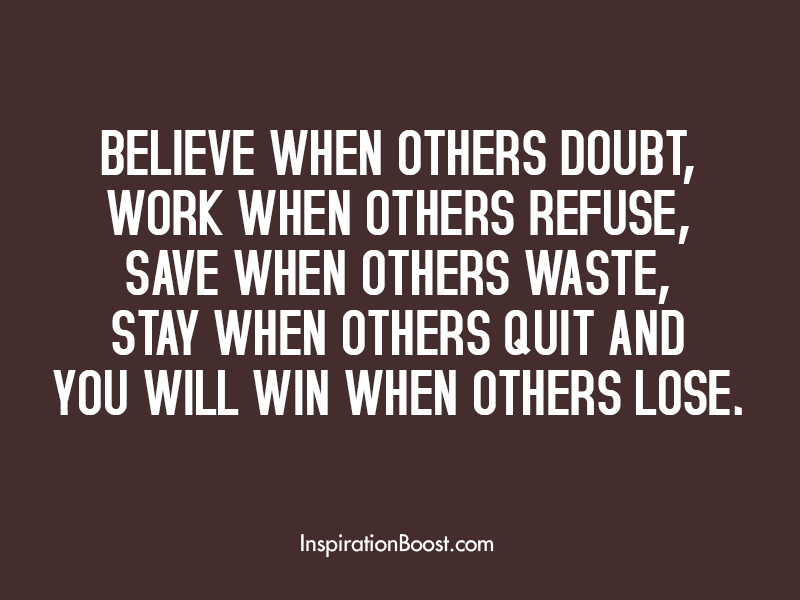 BELIEVE WHEN OTHERS DOUBT,
WORK WHEN OTHERS REFUSE,
SAVE WHEN OTHERS WASTE,
STAY WHEN OTHERS QUIT AND
YOU WILL WIN WHEN OTHERS LOSE.
InspirationBoost.com